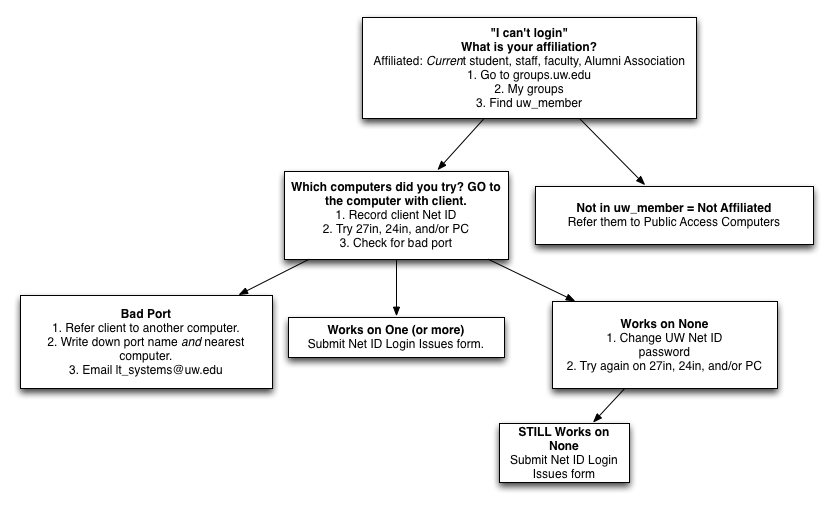 "I can't login"
What is your affiliation?
Affiliated: Current student, staff, faculty, Alumni Association
1. Go to groups.uw.edu
2. My groups
3. Find uw_member
Which computers did you try? GO to
the computer with client.
1. Record client Net ID
2. Try 27in, 24in, and/or PC
3. Check for bad port
Not in uw_member = Not Affiliated
Refer them to Public Access Computers
Bad Port
1. Refer client to another computer.
2. Write down port name and nearest
computer.
3. Email lt_systems@uw.edu
Works on One (or more)
Submit Net ID Login Issues form.
Works on None
1. Change UW Net ID
password
2. Try again on 27in, 24in, and/or PC
STILL Works on
None
Submit Net ID Login
Issues form